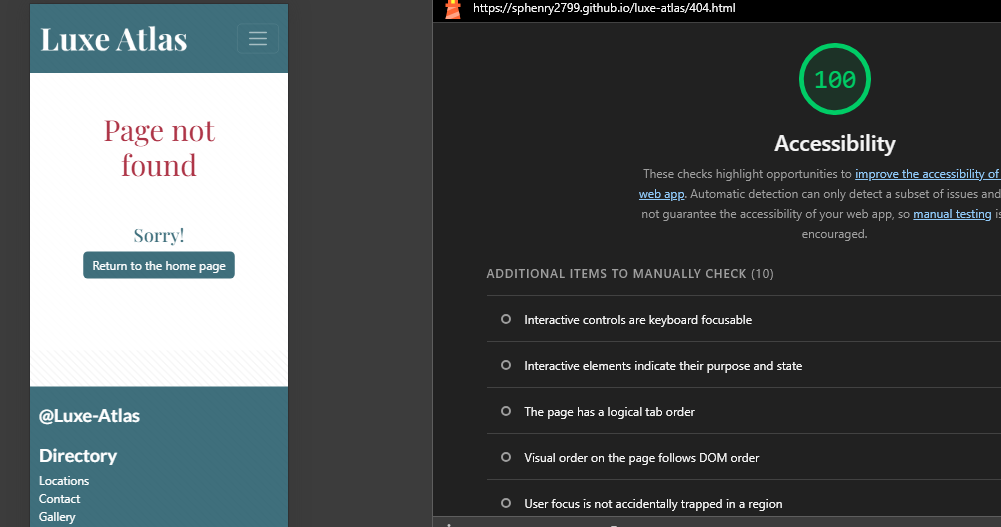 Luxe Atlas
Page not
found
Sorry!
Return to the home page
@Luxe-Atlas
Directory
Locations
Contact
Gallery
https://sphenry2799.github.io/luxe-atlas/404.html
100
Accessibility
These checks highlight opportunities to improve the accessibility of
web app. Automatic detection can only detect a subset of issues and
not guarantee the accessibility of your web app, so manual testing is
encouraged.
ADDITIONAL ITEMS TO MANUALLY CHECK (10)
Interactive controls are keyboard focusable
Interactive elements indicate their purpose and state
The page has a logical tab order
Visual order on the page follows DOM order
User focus is not accidentally trapped in a region